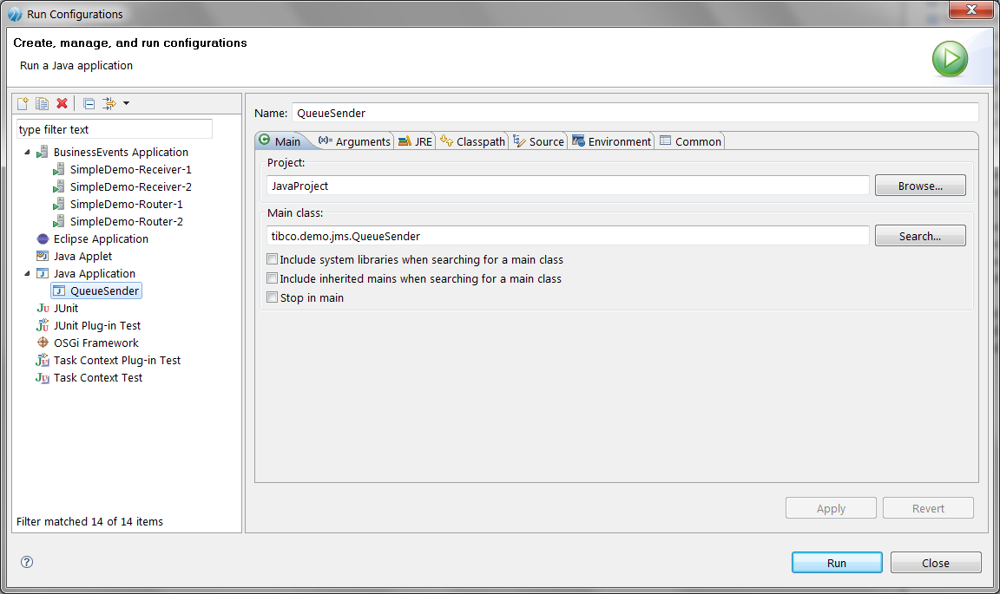 Run Configurations
Create, manage, and run configurations
Run a Java application
type filter text
BusinessEvents Application
SimpleDemo-Receiver-1
SimpleDemo-Receiver-2
SimpleDemo-Router-1
SimpleDemo-Router-2
Eclipse Application
Java Applet
Java Application
QueueSender
JUnit
JUnit Plug-in Test
OSGi Framework
Task Context Plug-in Test
Task Context Test
Filter matched 14 of 14 items
Name: QueueSender
Main (x)= Arguments JRE Classpath Source Environment Common
Project:
JavaProject Browse...
Main class:
tibco.demo.jms.QueueSender Search...
Include system libraries when searching for a main class
Include inherited mains when searching for a main class
Stop in main
Apply Revert
? Run Close